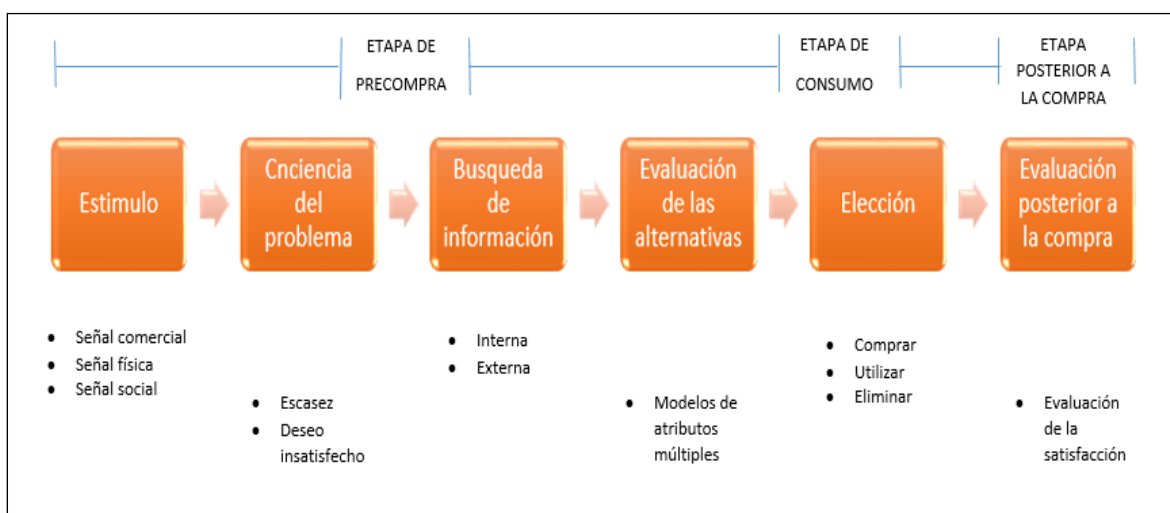 ETAPA DE
PRECOMPRA
ETAPA DE
CONSUMO
ETAPA
POSTERIOR A
LA COMPRA
Estimulo
Cnciencia
del
problema
Busqueda
de
información
Evaluación
de las
alternativas
Elección
Evaluación
posterior a
la compra
• Señal comercial
• Señal física
• Señal social
• Escasez
• Deseo
insatisfecho
• Interna
• Externa
• Modelos de
atributos
múltiples
• Comprar
• Utilizar
• Eliminar
• Evaluación
de la
satisfacción